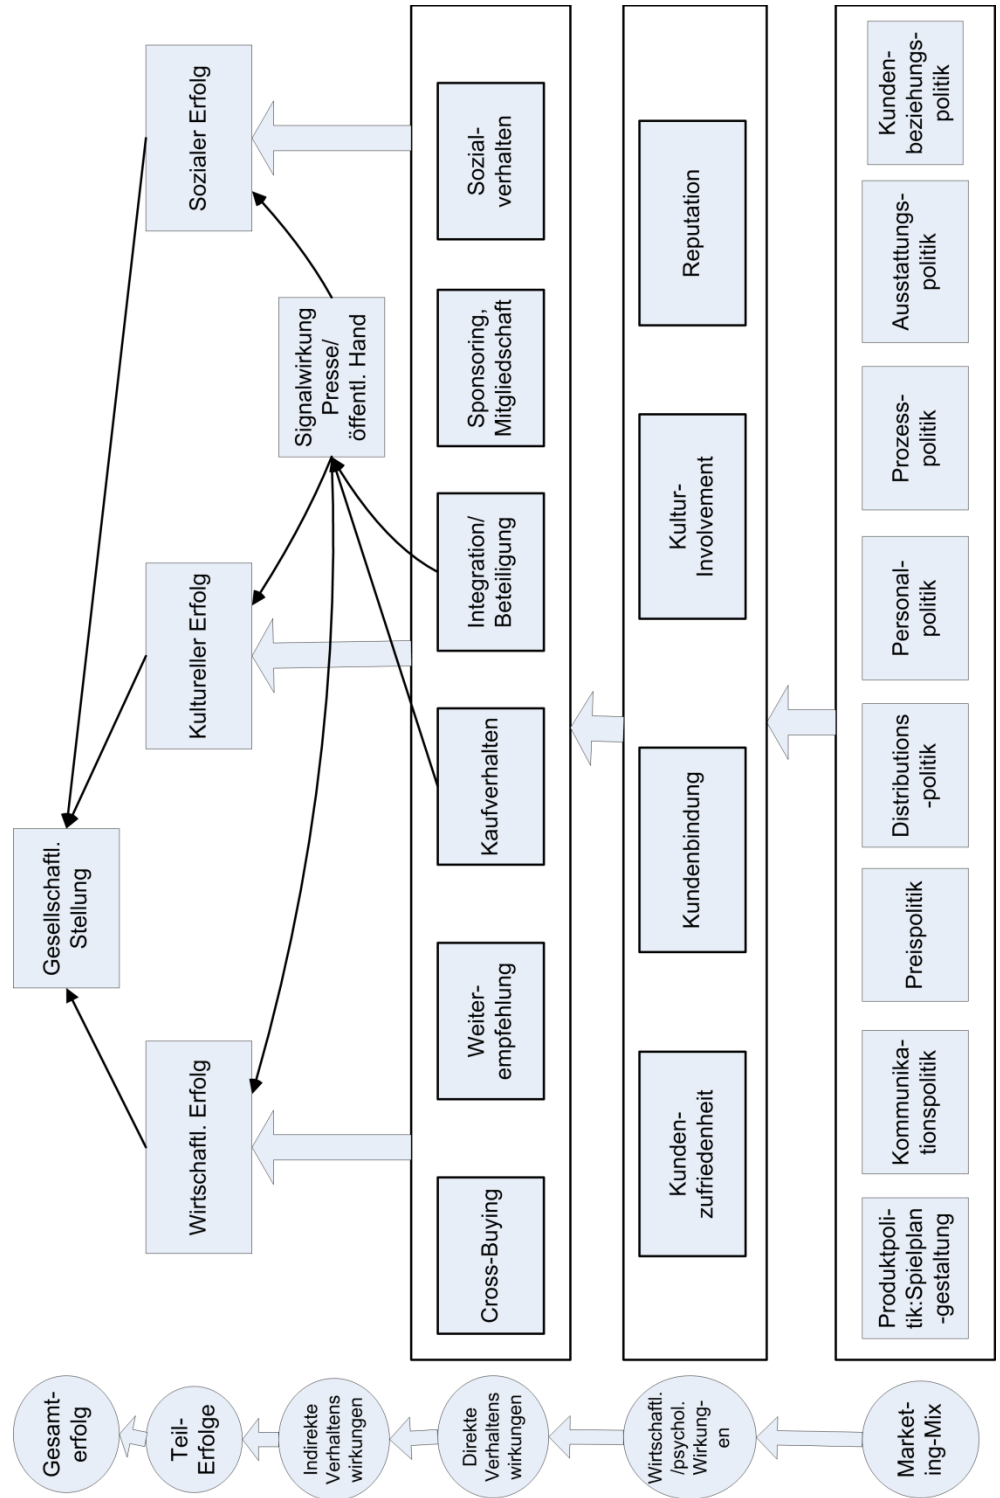 Gesamt-
erfolg
Gesellschaftl.
Stellung
Teil-
Erfolge
Wirtschaftl. Erfolg
Kultureller Erfolg
Sozialer Erfolg
Indirekte
Verhaltens
wirkungen
Signalwirkung
Presse/
öffentl. Hand
Direkte
Verhaltens
wirkungen
Cross-Buying
Weiter-
empfehlung
Kaufverhalten
Integration/
Beteiligung
Sponsoring,
Mitgliedschaft
Sozial-
verhalten
Wirtschaftl.
/psychol.
Wirkung-
en
Kunden-
zufriedenheit
Kundenbindung
Kultur-
Involvement
Reputation
Market-
ing-Mix
Produktpoli-
tik:Spielplan
-gestaltung
Kommunika-
tionspolitik
Preispolitik
Distributions
-politik
Personal-
politik
Prozess-
politik
Ausstattungs-
politik
Kunden-
beziehungs-
politik